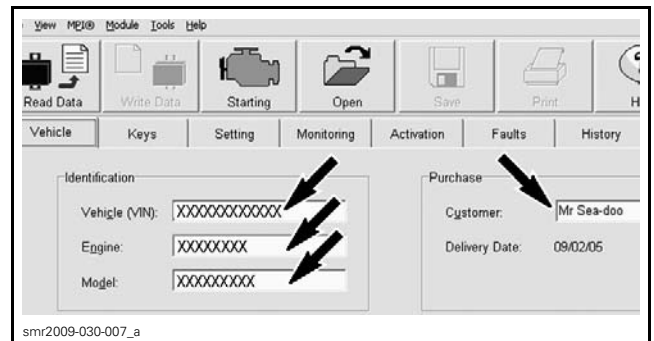 View MPI® Module Tools Help
Read Data Write Data Starting Open Save Print
Vehicle Keys Setting Monitoring Activation Faults History
Identification Purchase
Vehicle (VIN): XXXXXXXXXXXX Customer: Mr Sea-doo
Engine: XXXXXXXX Delivery Date: 09/02/05
Model: XXXXXXXXX
smr2009-030-007_a